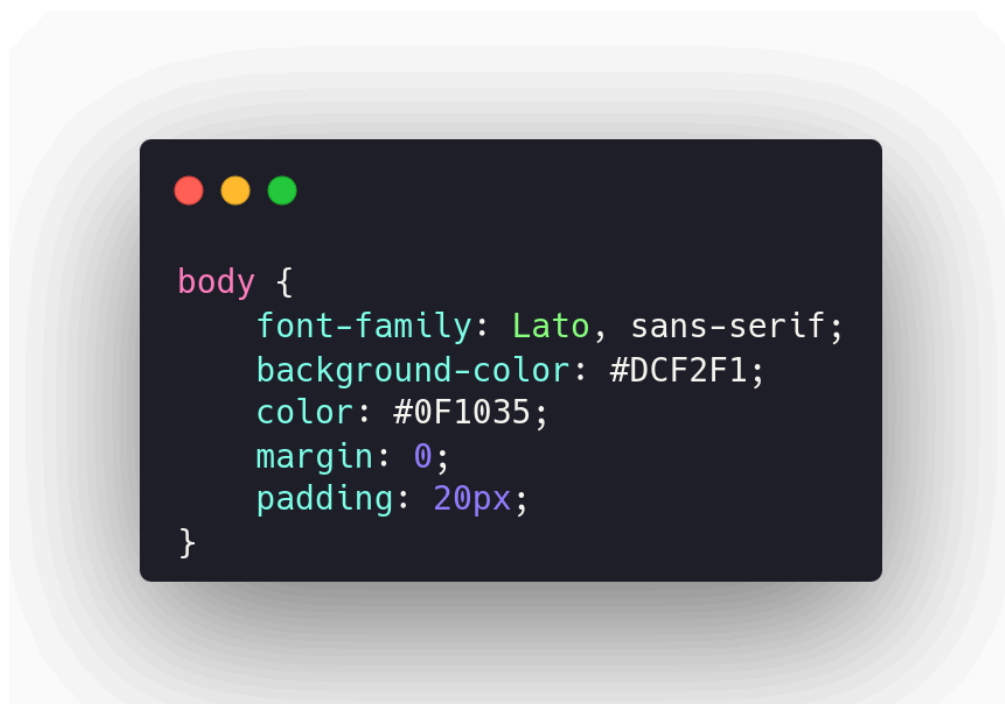 body {
    font-family: Lato, sans-serif;
    background-color: #DCF2F1;
    color: #0F1035;
    margin: 0;
    padding: 20px;
}